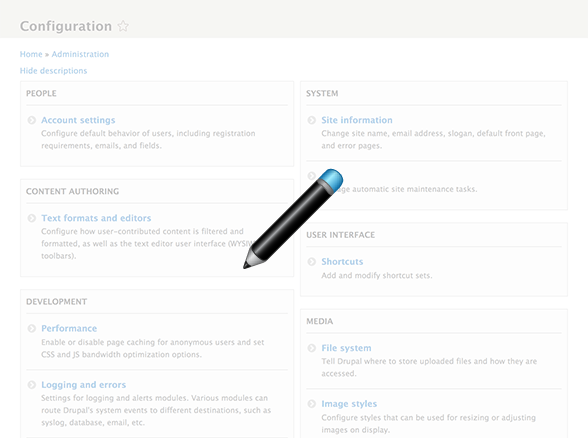 Configuration
Home » Administration
Hide descriptions
PEOPLE
Account settings
Configure default behavior of users, including registration
requirements, emails, and fields.
CONTENT AUTHORING
Text formats and editors
Configure how user-contributed content is filtered and
formatted, as well as the text editor user interface
toolbars).
DEVELOPMENT
Performance
Enable or disable page caching for anonymous users and set
CSS and JS bandwidth optimization options.
Logging and errors
Settings for logging and alerts modules. Various modules can
route Drupal's system events to different destinations, such as
syslog, database, email, etc.
SYSTEM
Site information
Change site name, email address, slogan, default front page,
and error pages.
automatic site maintenance tasks.
USER INTERFACE
Shortcuts
Add and modify shortcut sets.
MEDIA
File system
Tell Drupal where to store uploaded files and how they are
accessed.
Image styles
Configure styles that can be used for resizing or adjusting
images on display.